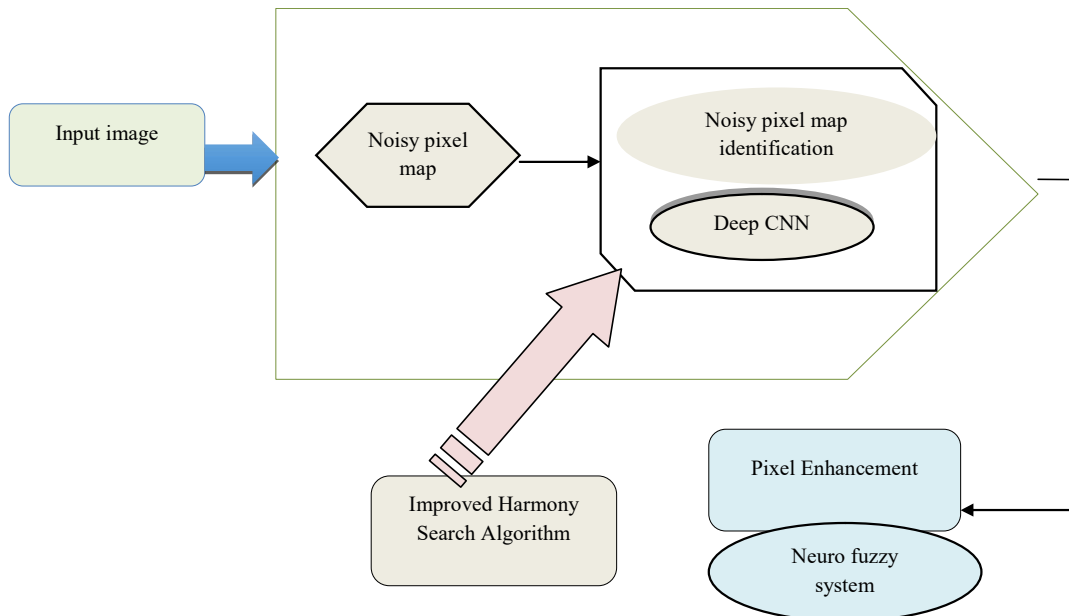 Input image
Noisy pixel
map
Noisy pixel map
identification
Deep CNN
Improved Harmony
Search Algorithm
Pixel Enhancement
Neuro fuzzy
system